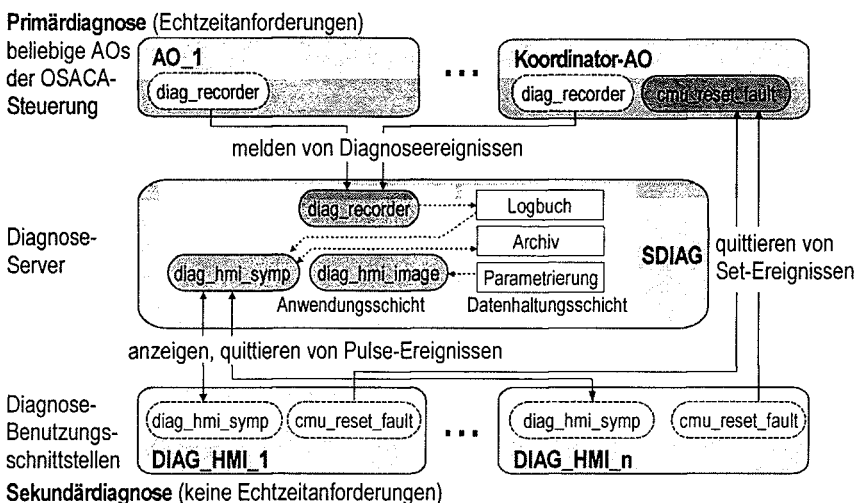 Primärdiagnose (Echtzeitanforderungen)
beliebige AOs
der OSACA-
Steuerung
AO_1
diag_recorder
...
Koordinator-AO
diag_recorder
cmu_reset_fault
melden von Diagnoseereignissen
Diagnose-
Server
diag_recorder
Logbuch
Archiv
diag_hmi_symp
diag_hmi_image
Parametrierung
Anwendungsschicht
Datenhaltungsschicht
SDIAG
quittieren von
Set-Ereignissen
anzeigen, quittieren von Pulse-Ereignissen
Diagnose-
Benutzungs-
schnittstellen
diag_hmi_symp
cmu_reset_fault
DIAG_HMI_1
...
diag_hmi_symp
cmu_reset_fault
DIAG_HMI_n
Sekundärdiagnose (keine Echtzeitanforderungen)